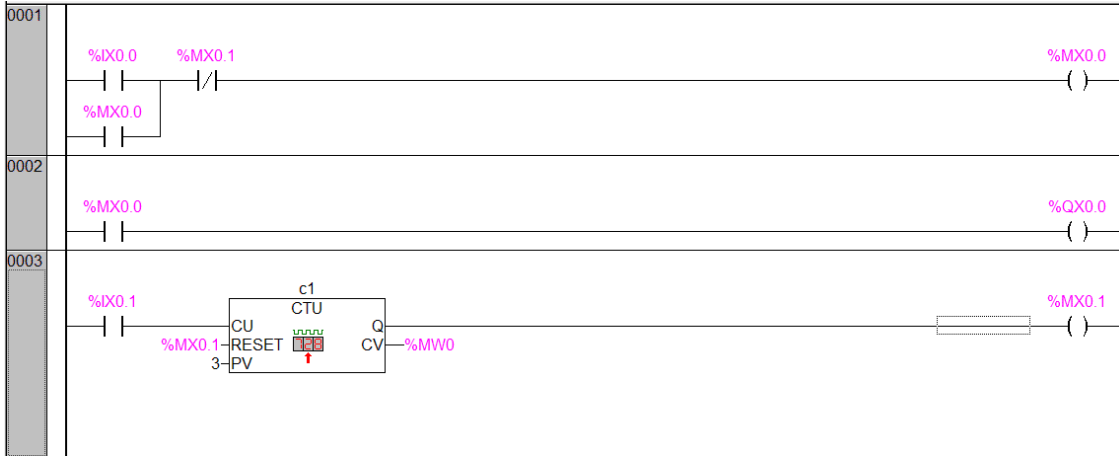 0001
%IX0.0 %MX0.1 %MX0.0
%MX0.0
0002
%MX0.0 %QX0.0
0003
c1
%IX0.1 CTU %MX0.1
CU Q
%MX0.1 RESET CV %MW0
3 PV